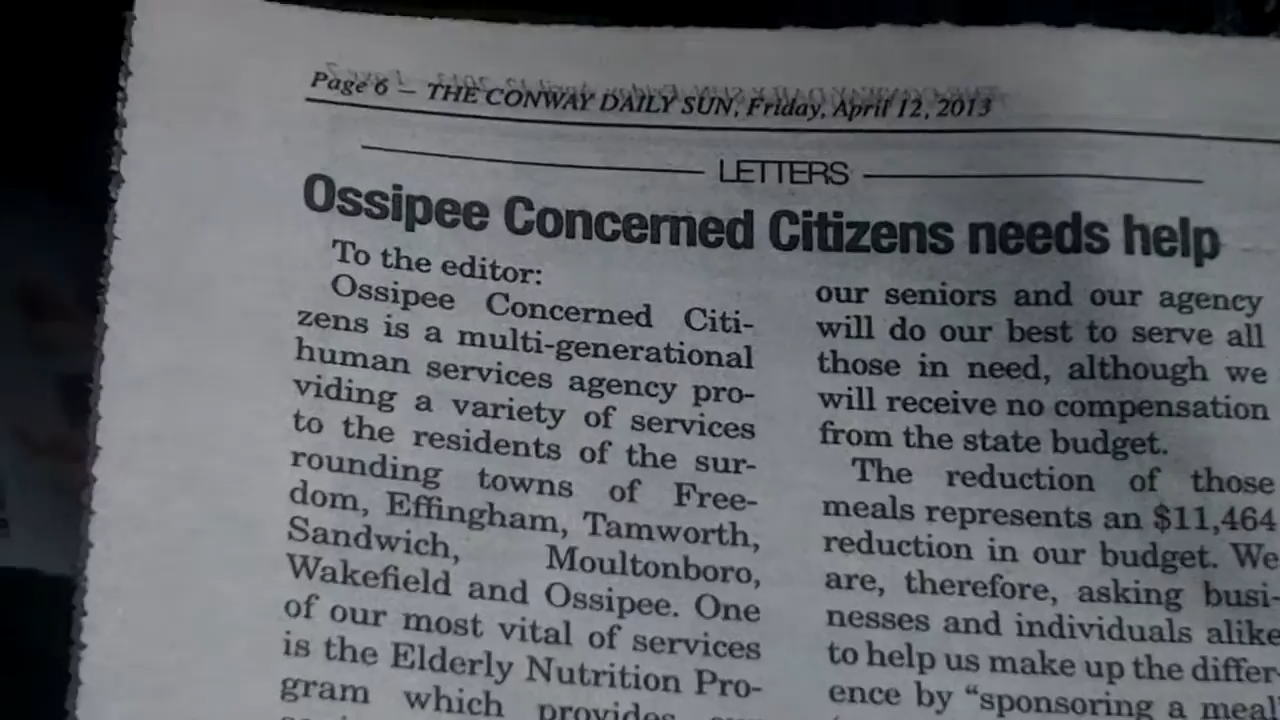 Page 6 — THE CONWAY DAILY SUN, Friday, April 12, 2013
LETTERS
Ossipee Concerned Citizens needs help
To the editor:
Ossipee Concerned Citi-
zens is a multi-generational
human services agency pro-
viding a variety of services
to the residents of the sur-
rounding towns of Free-
dom, Effingham, Tamworth,
Sandwich, Moultonboro,
Wakefield and Ossipee. One
of our most vital of services
is the Elderly Nutrition Pro-
gram which provides
our seniors and our agency
will do our best to serve all
those in need, although we
will receive no compensation
from the state budget.
The reduction of those
meals represents an $11,464
reduction in our budget. We
are, therefore, asking busi-
nesses and individuals alike
to help us make up the differ-
ence by “sponsoring a meal